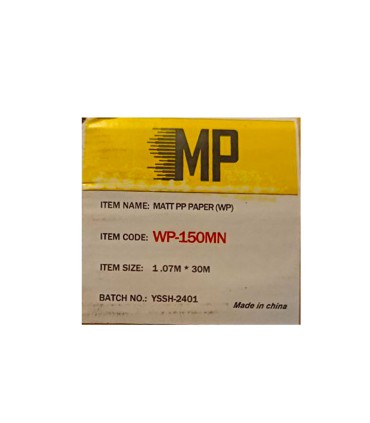 MP
ITEM NAME: MATT PP PAPER (WP)
ITEM CODE: WP-150MN
ITEM SIZE: 1.07M * 30M
BATCH NO.: YSSH-2401
Made in china